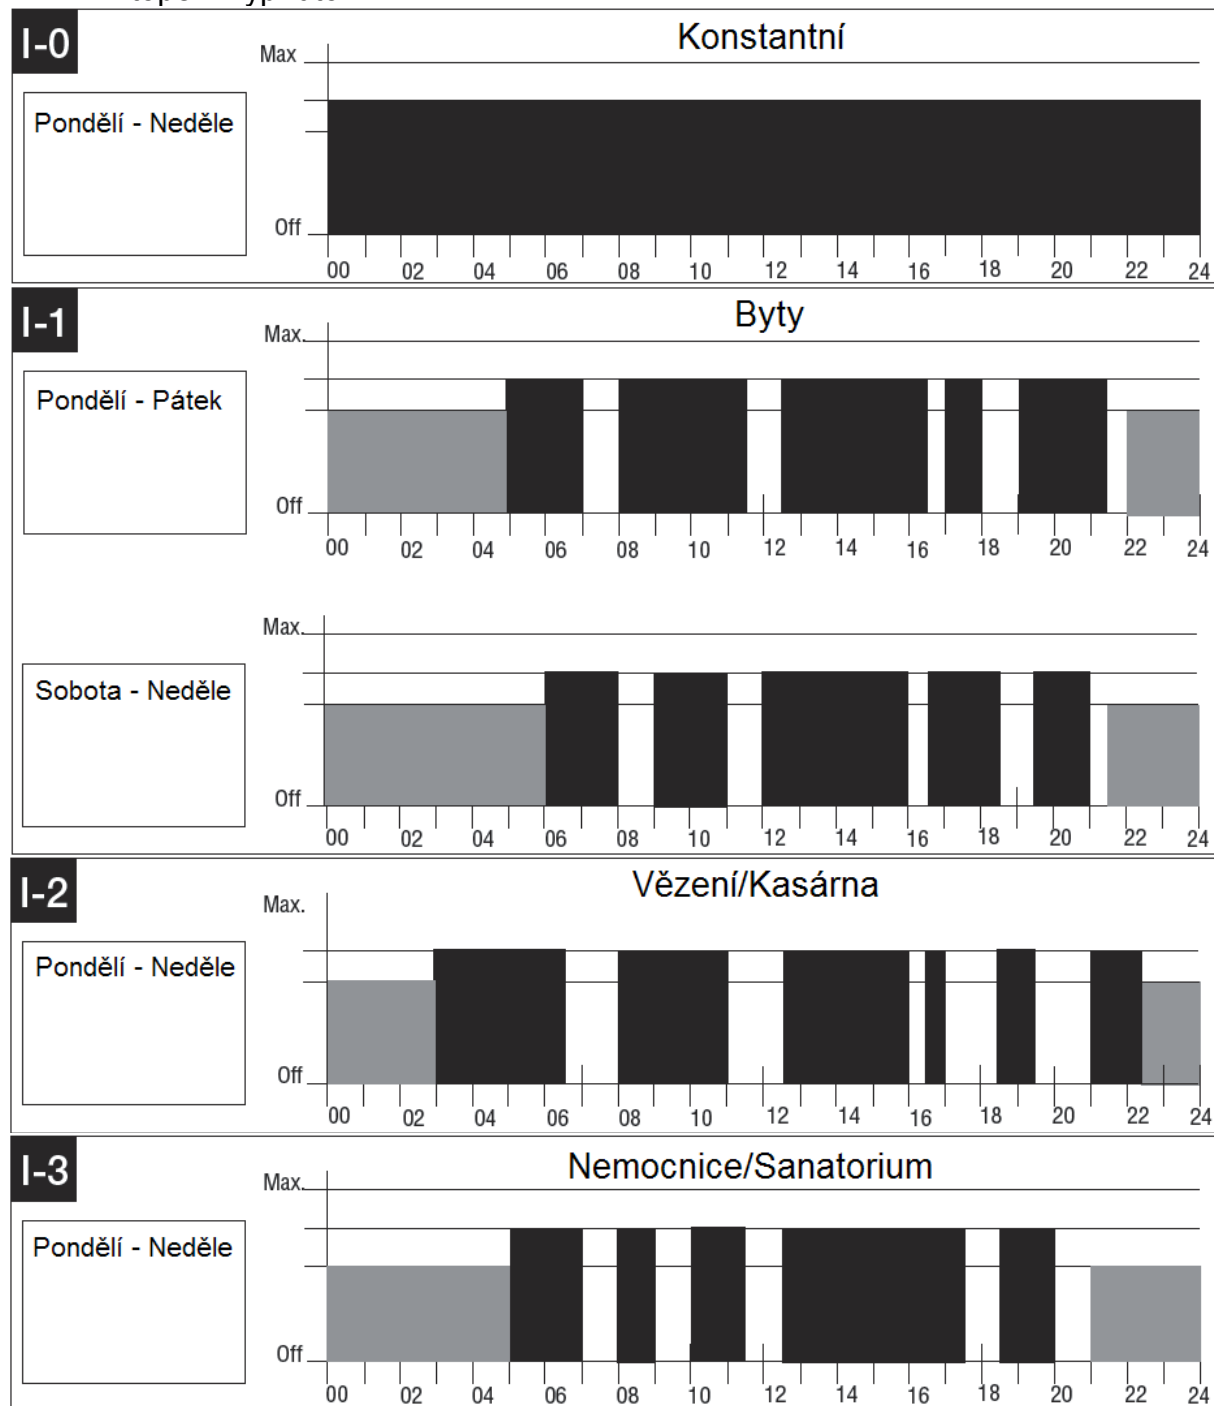 I-0
Konstantní
Max
Pondělí - Neděle
Off
00 02 04 06 08 10 12 14 16 18 20 22 24
I-1
Byty
Max.
Pondělí - Pátek
Off
00 02 04 06 08 10 12 14 16 18 20 22 24
Max.
Sobota - Neděle
Off
00 02 04 06 08 10 12 14 16 18 20 22 24
I-2
Vězení/Kasárna
Max.
Pondělí - Neděle
Off
00 02 04 06 08 10 12 14 16 18 20 22 24
I-3
Nemocnice/Sanatorium
Max.
Pondělí - Neděle
Off
00 02 04 06 08 10 12 14 16 18 20 22 24